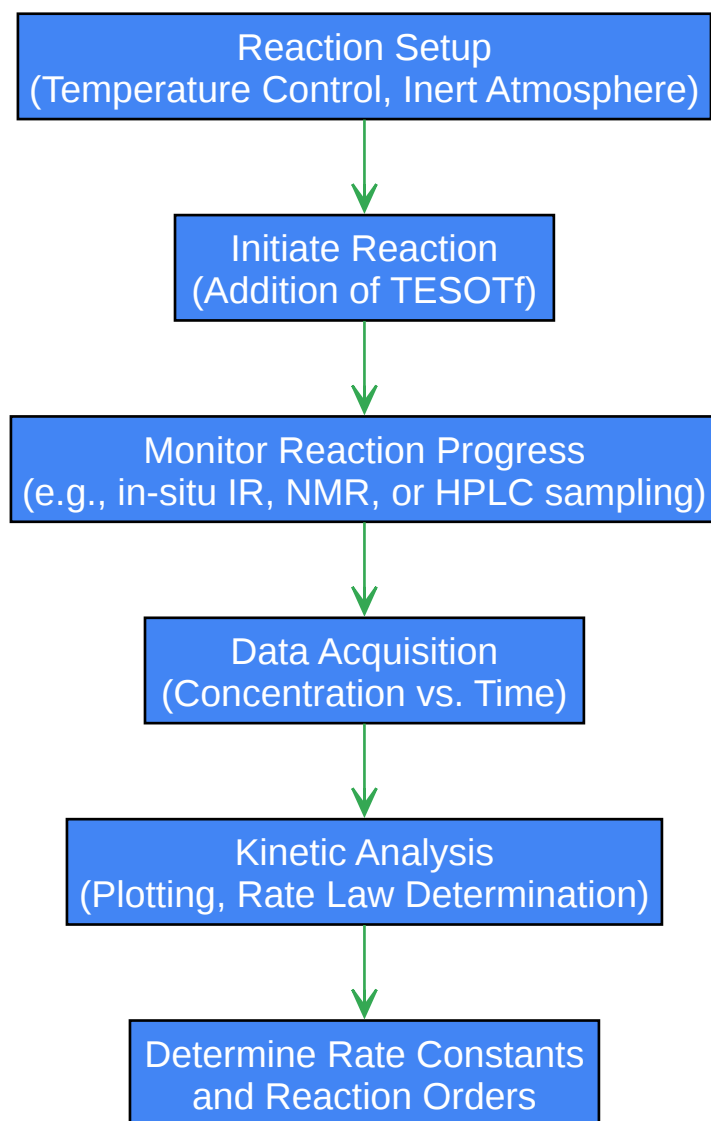 Reaction Setup
(Temperature Control, Inert Atmosphere)
Initiate Reaction
(Addition of TESOTf)
Monitor Reaction Progress
(e.g., in-situ IR, NMR, or HPLC sampling)
Data Acquisition
(Concentration vs. Time)
Kinetic Analysis
(Plotting, Rate Law Determination)
Determine Rate Constants
and Reaction Orders